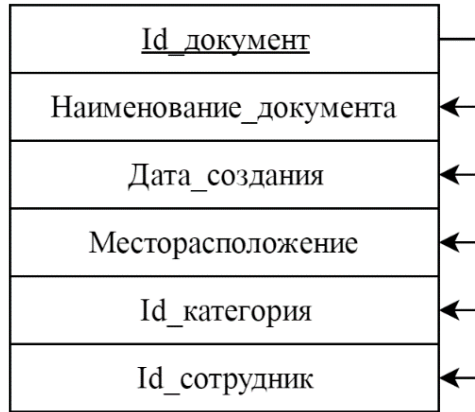 Id_документ
Наименование_документа
Дата_создания
Месторасположение
Id_категория
Id_сотрудник